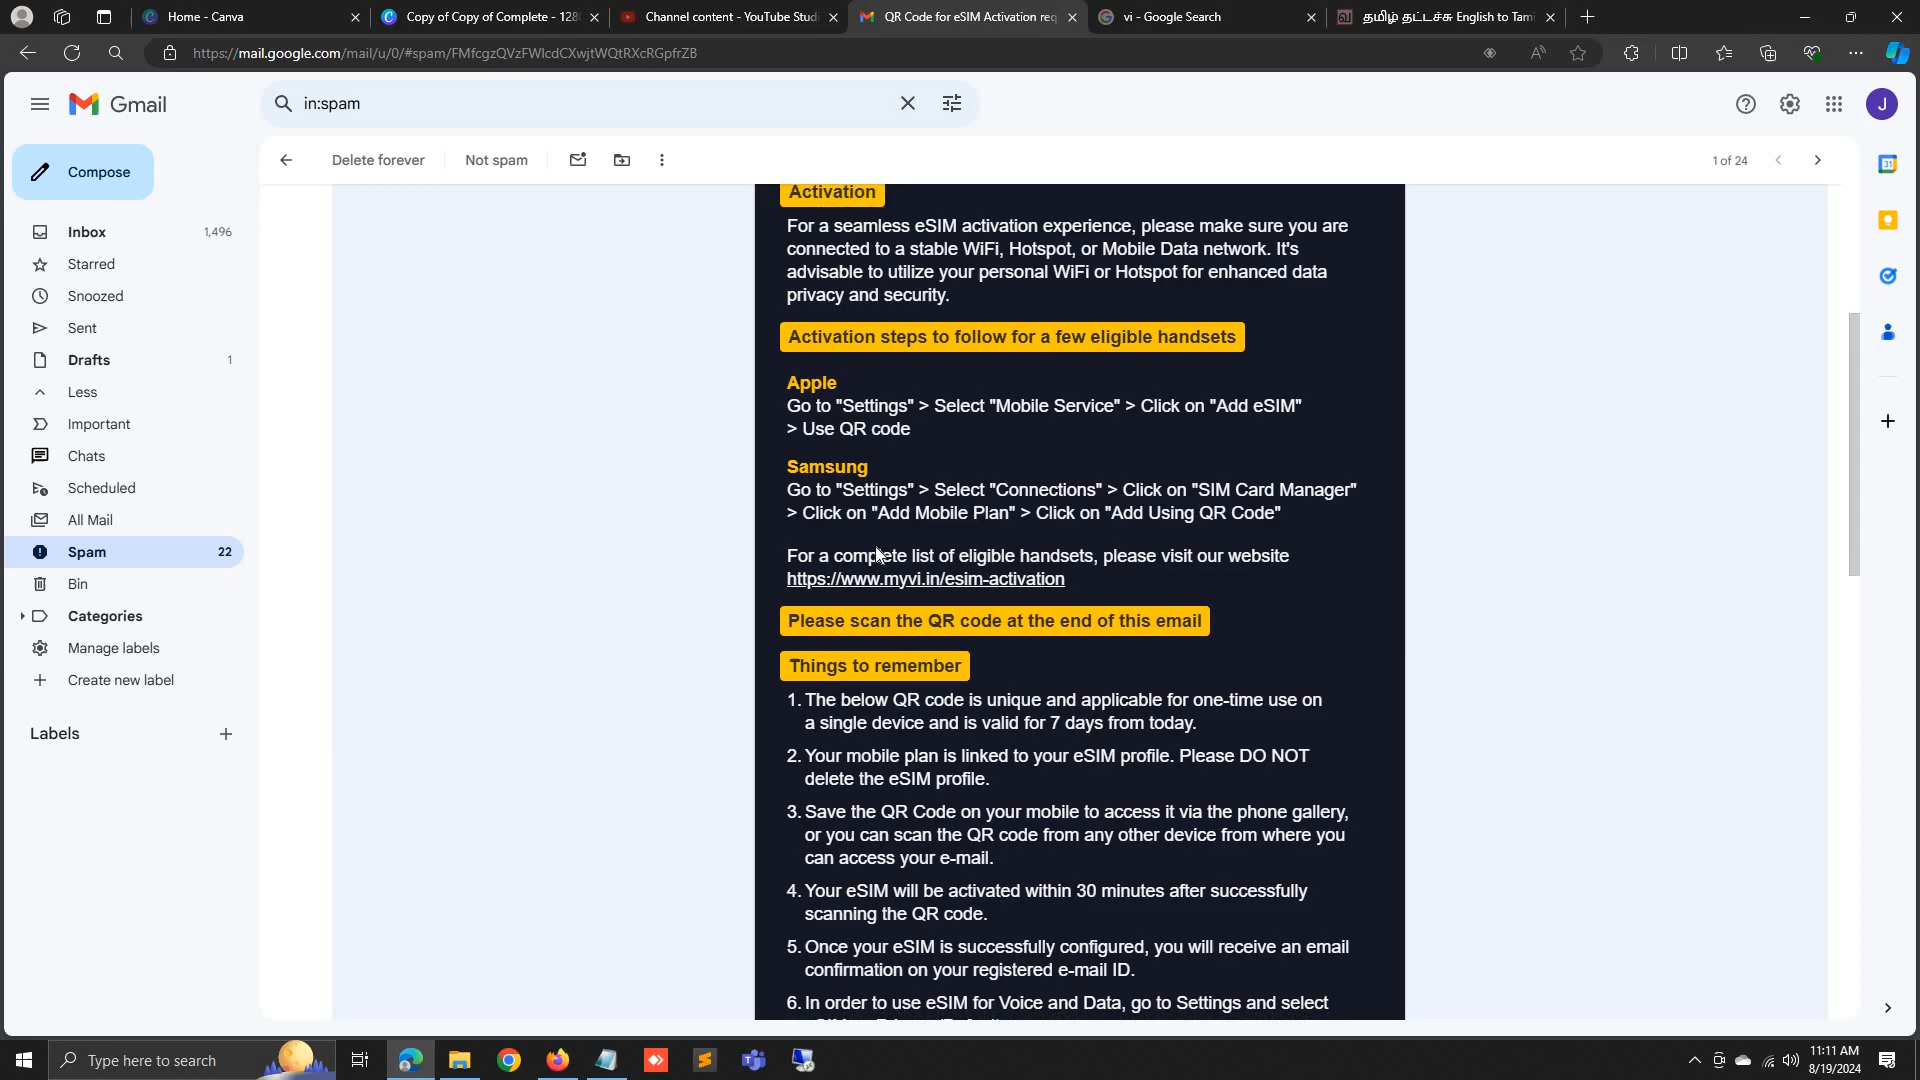 Home - Canva
Copy of Copy of Complete - 128
Channel content - YouTube Stud
QR Code for eSIM Activation req
vi - Google Search
தமிழ் தட்டச்சு English to Tami
https://mail.google.com/mail/u/0/#spam/FMfcgzQVzFWlcdCXwjtWQtRXcRGpfrZB
Gmail
in:spam
J
Compose
Delete forever
Not spam
1 of 24
31
Inbox 1,496
Starred
Snoozed
Sent
Drafts 1
Less
Important
Chats
Scheduled
All Mail
Spam 22
Bin
Categories
Manage labels
Create new label
Labels
Activation
For a seamless eSIM activation experience, please make sure you are
connected to a stable WiFi, Hotspot, or Mobile Data network. It's
advisable to utilize your personal WiFi or Hotspot for enhanced data
privacy and security.
Activation steps to follow for a few eligible handsets
Apple
Go to "Settings" > Select "Mobile Service" > Click on "Add eSIM"
> Use QR code
Samsung
Go to "Settings" > Select "Connections" > Click on "SIM Card Manager"
> Click on "Add Mobile Plan" > Click on "Add Using QR Code"
For a complete list of eligible handsets, please visit our website
https://www.myvi.in/esim-activation
Please scan the QR code at the end of this email
Things to remember
1. The below QR code is unique and applicable for one-time use on
a single device and is valid for 7 days from today.
2. Your mobile plan is linked to your eSIM profile. Please DO NOT
delete the eSIM profile.
3. Save the QR Code on your mobile to access it via the phone gallery,
or you can scan the QR code from any other device from where you
can access your e-mail.
4. Your eSIM will be activated within 30 minutes after successfully
scanning the QR code.
5. Once your eSIM is successfully configured, you will receive an email
confirmation on your registered e-mail ID.
6. In order to use eSIM for Voice and Data, go to Settings and select
Type here to search
11:11 AM
8/19/2024